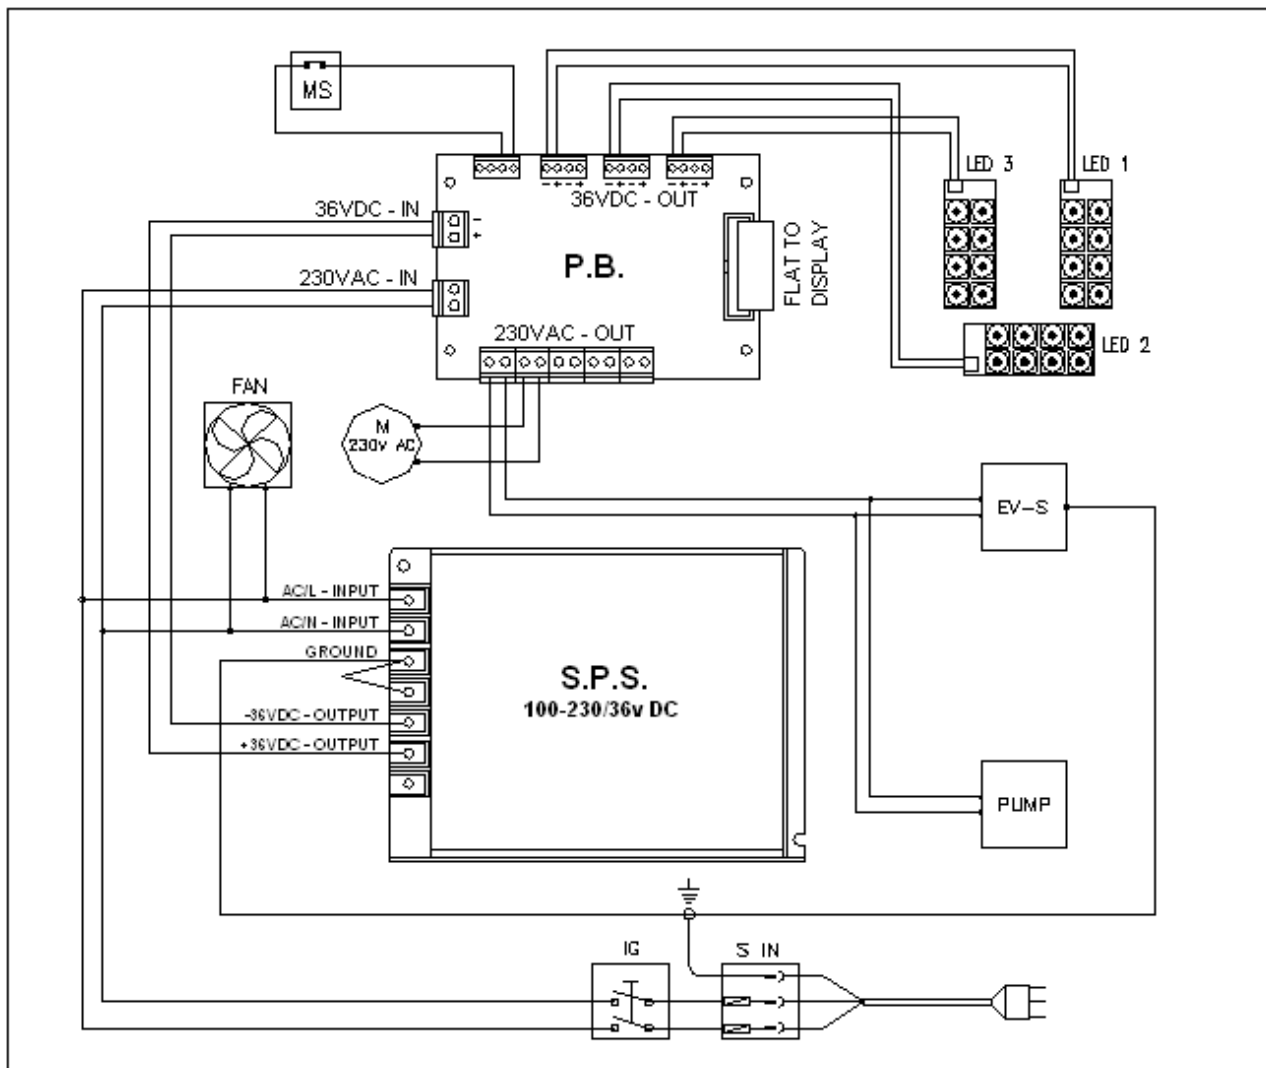 MS
LED 3
LED 1
- + - +
- + - +
- + - +
36VDC - OUT
36VDC - IN
-
+
P.B.
FLAT TO
DISPLAY
230VAC - IN
230VAC - OUT
LED 2
FAN
M
230v AC
EV-S
AC/L - INPUT
AC/N - INPUT
GROUND
S.P.S.
100-230/36v DC
-36VDC - OUTPUT
+36VDC - OUTPUT
PUMP
IG
S IN